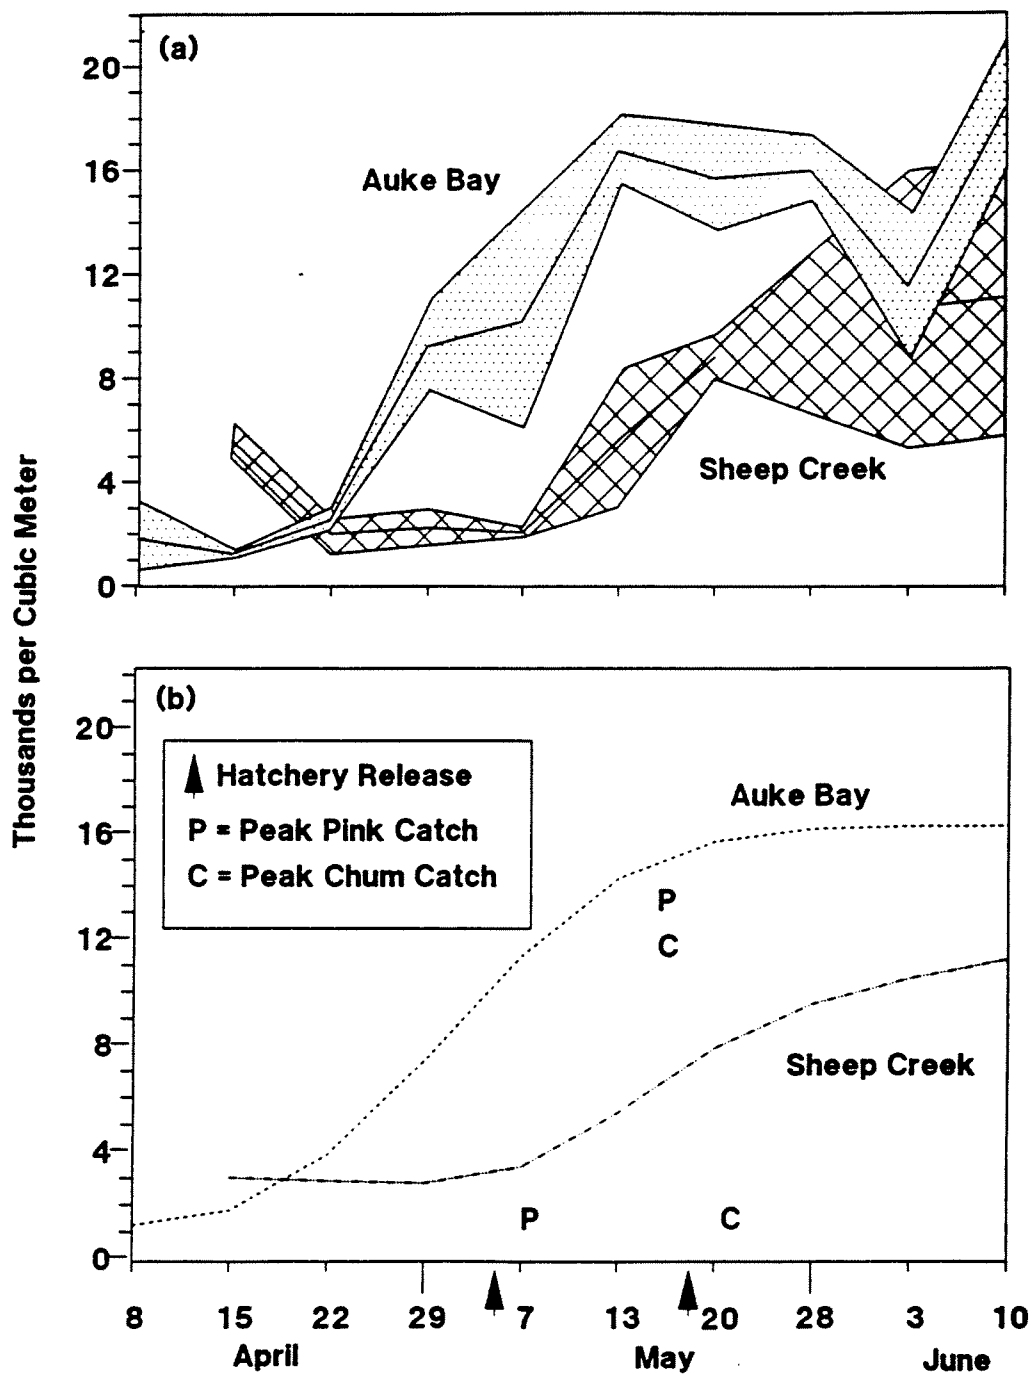 (a)
20
16
12
8
4
0
Auke Bay
Sheep Creek
Thousands per Cubic Meter
(b)
20
16
12
8
4
0
Hatchery Release
P = Peak Pink Catch
C = Peak Chum Catch
Auke Bay
P
C
Sheep Creek
P C
8 15 22 29 7 13 20 28 3 10
April May June